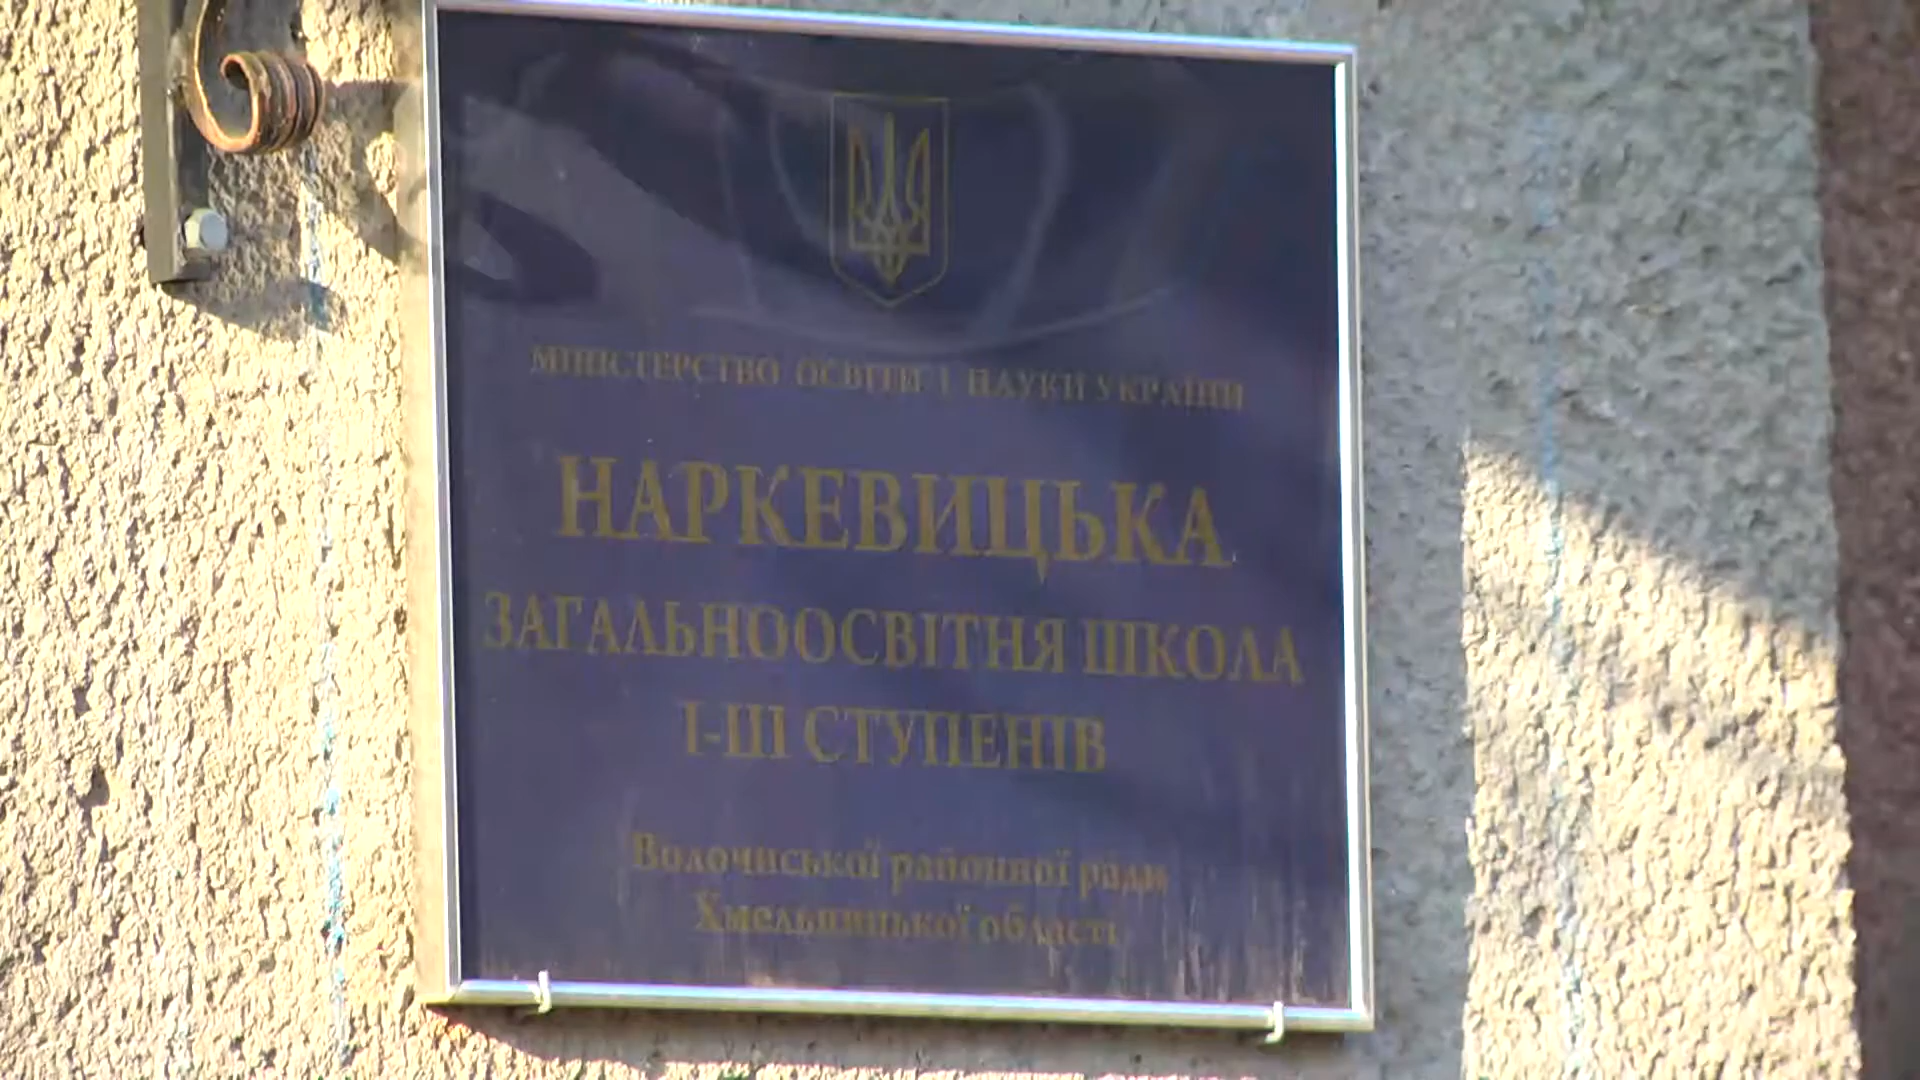 МІНІСТЕРСТВО ОСВІТИ І НАУКИ УКРАЇНИ
НАРКЕВИЦЬКА
ЗАГАЛЬНООСВІТНЯ ШКОЛА
І-ІІІ СТУПЕНІВ
Волочиської районної ради
Хмельницької області